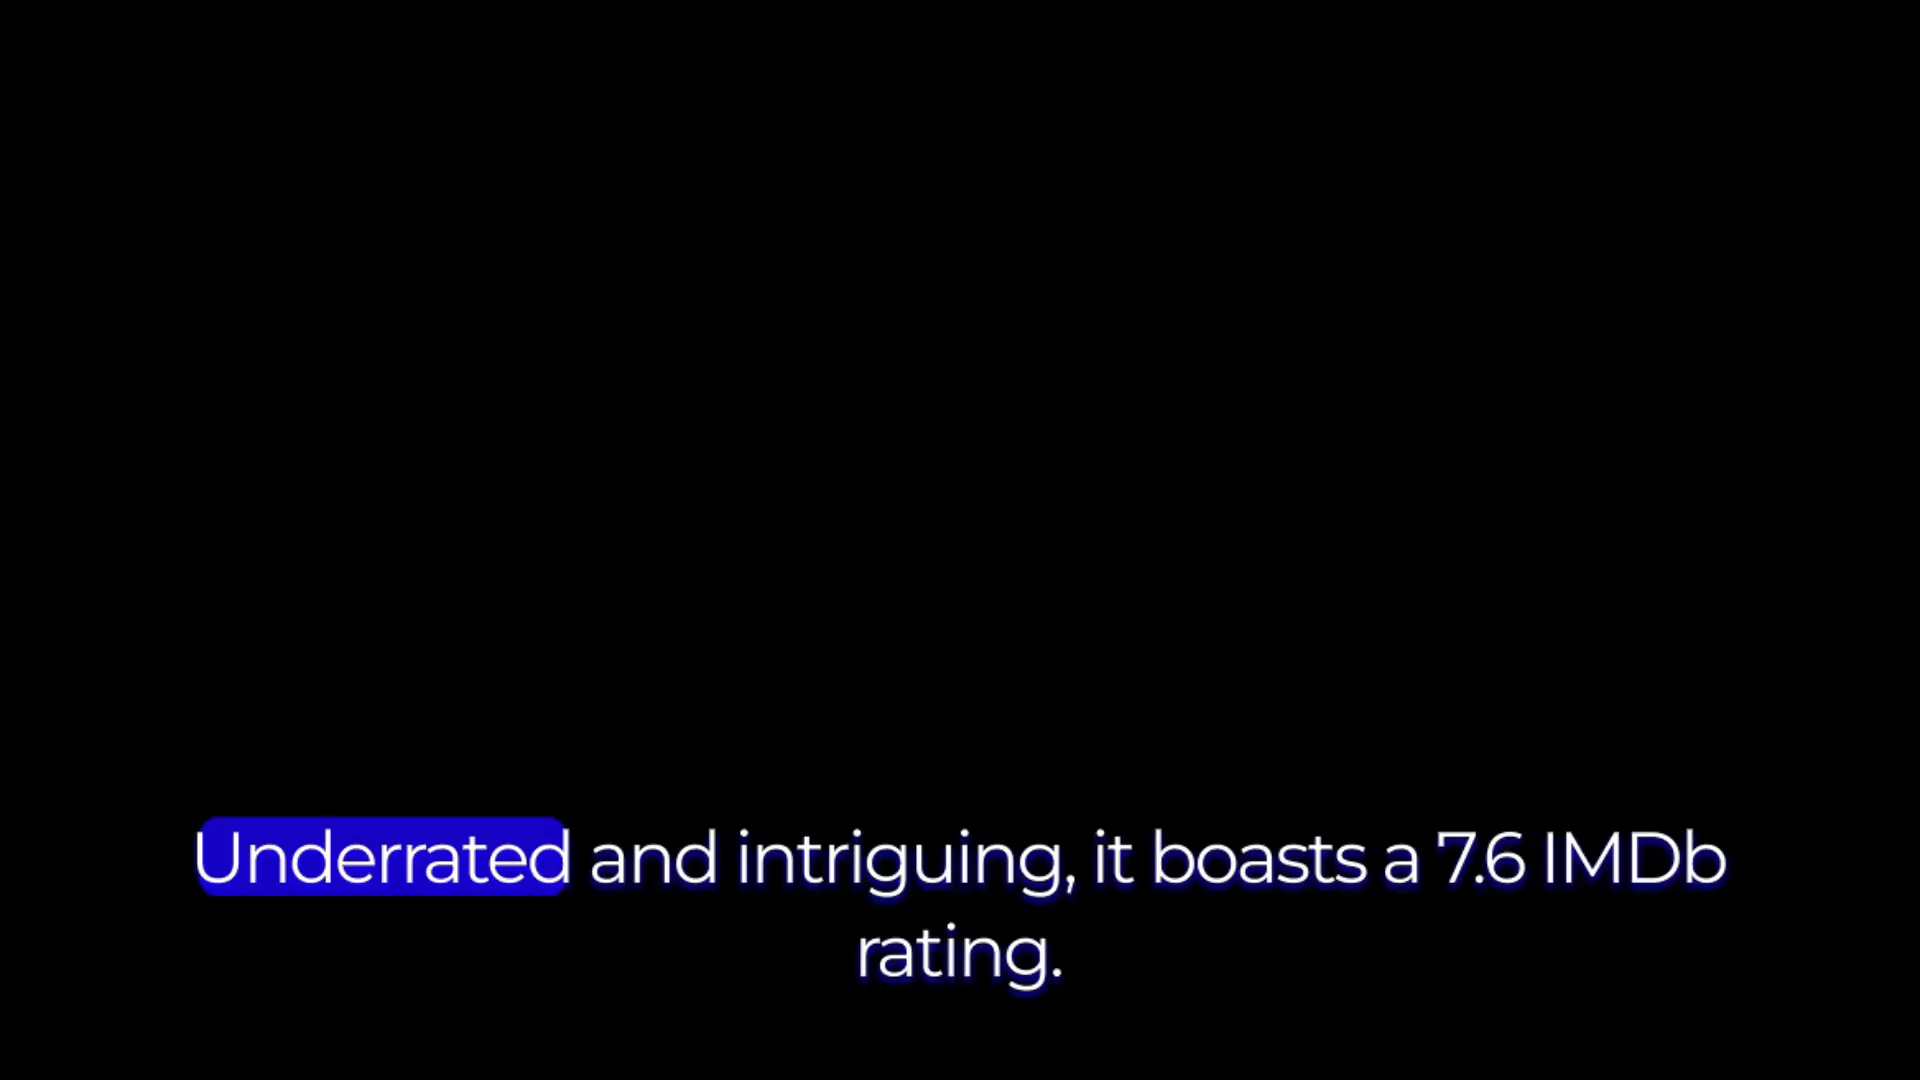 Underrated and intriguing, it boasts a 7.6 IMDb
rating.